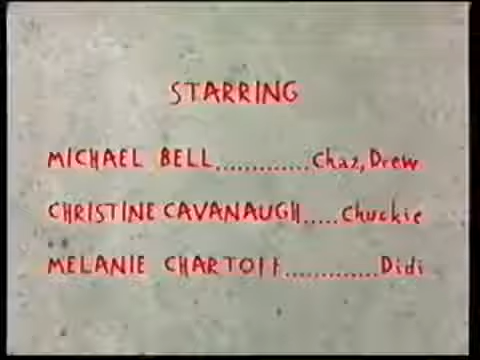 STARRING
MICHAEL BELL.............Chaz, Drew
CHRISTINE CAVANAUGH.....Chuckie
MELANIE CHARTOFF.............Didi